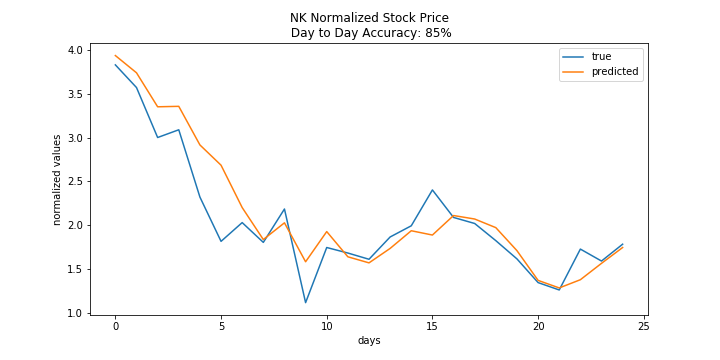 NK Normalized Stock Price
Day to Day Accuracy: 85%
true
predicted
normalized values
4.0
3.5
3.0
2.5
2.0
1.5
1.0
0
5
10
15
20
25
days